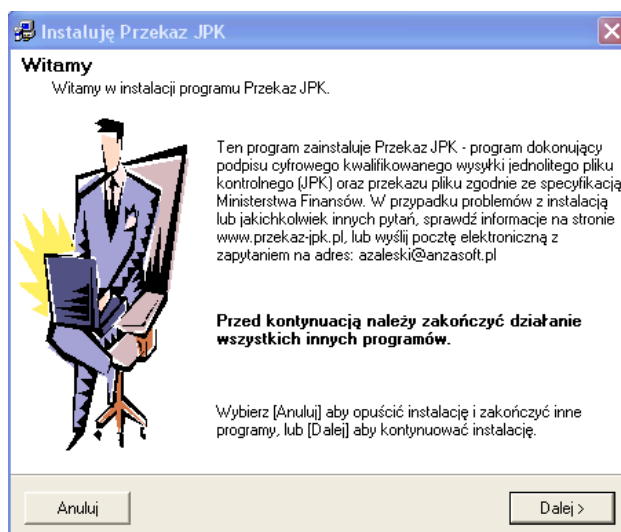 Instaluję Przekaz JPK
Witamy
Witamy w instalacji programu Przekaz JPK.
Ten program zainstaluje Przekaz JPK - program dokonujący
podpisu cyfrowego kwalifikowanego wysyłki jednolitego pliku
kontrolnego (JPK) oraz przekazu pliku zgodnie ze specyfikacją
Ministerstwa Finansów. W przypadku problemów z instalacją
lub jakichkolwiek innych pytań, sprawdź informacje na stronie
www.przekaz-jpk.pl, lub wyślij pocztę elektroniczną z
zapytaniem na adres: azaleski@anzasoft.pl
Przed kontynuacją należy zakończyć działanie
wszystkich innych programów.
Wybierz [Anuluj] aby opuścić instalację i zakończyć inne
programy, lub [Dalej] aby kontynuować instalację.
Anuluj
Dalej >